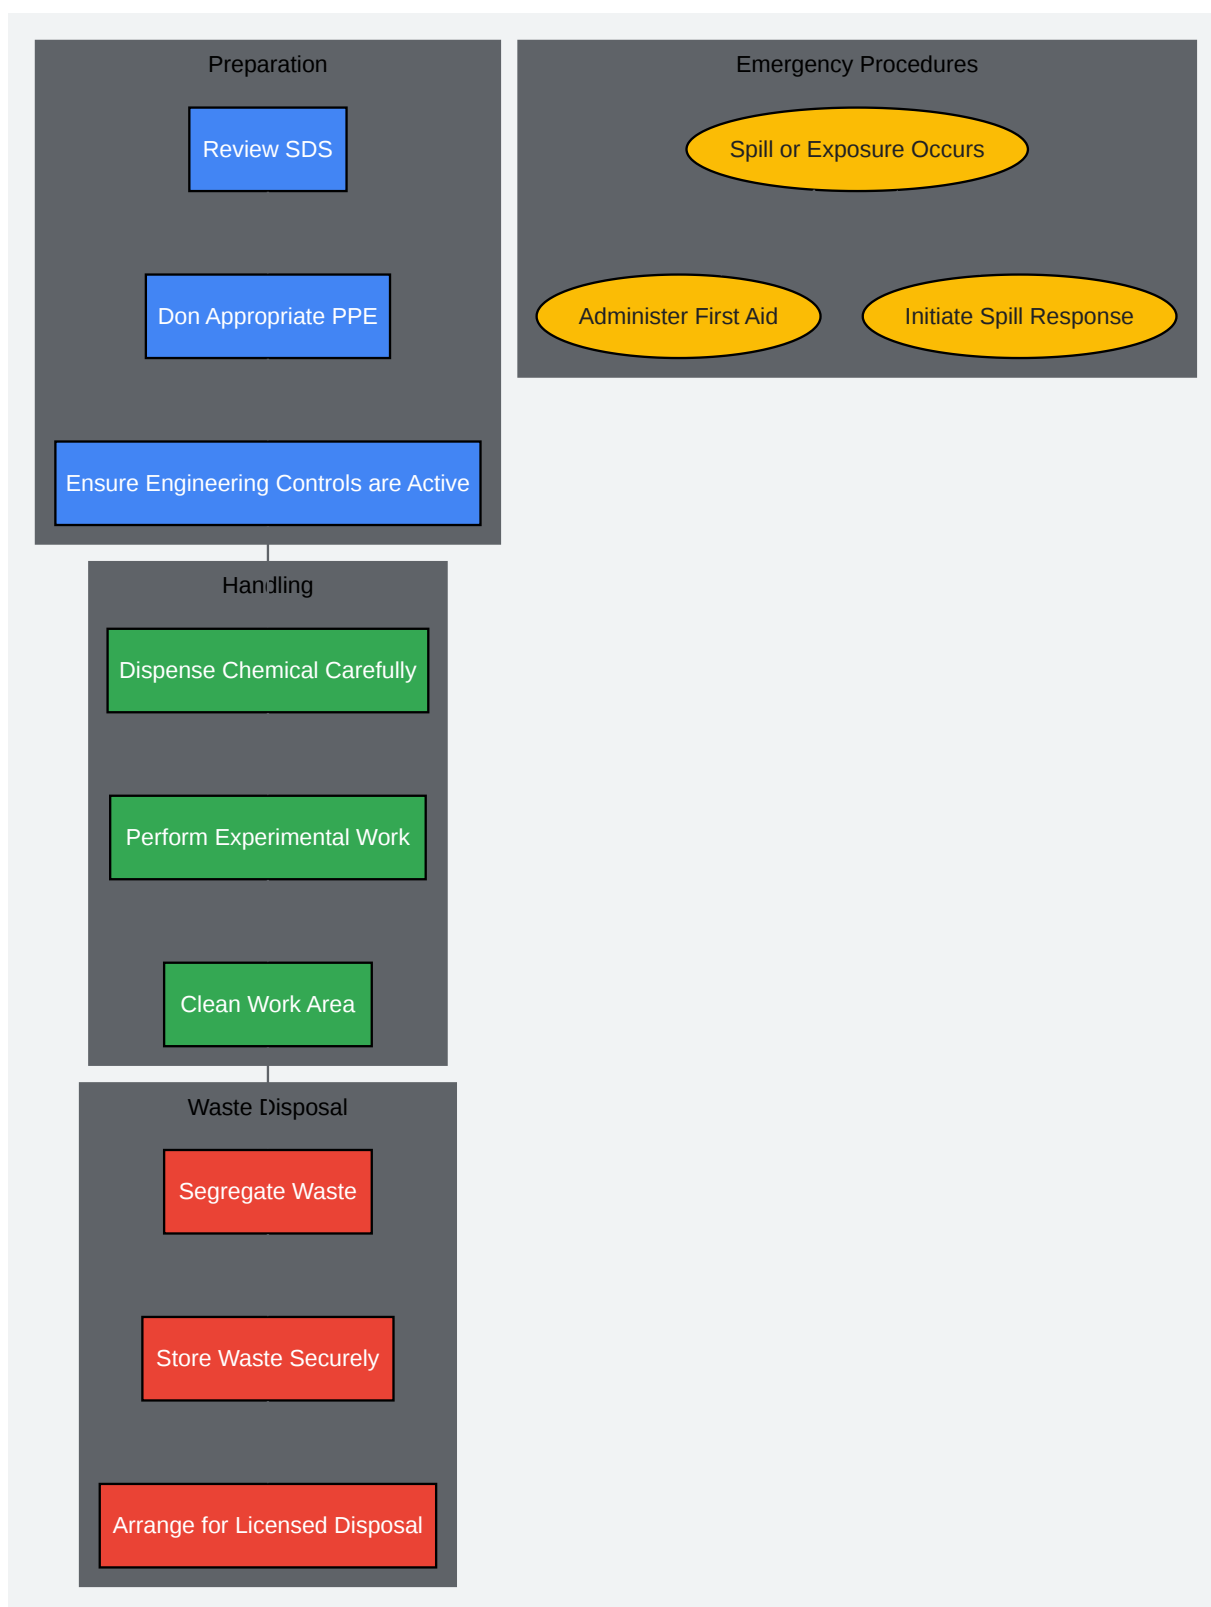 Preparation
Review SDS
Don Appropriate PPE
Ensure Engineering Controls are Active
Handling
Dispense Chemical Carefully
Perform Experimental Work
Clean Work Area
Waste Disposal
Segregate Waste
Store Waste Securely
Arrange for Licensed Disposal
Emergency Procedures
Spill or Exposure Occurs
Administer First Aid
Initiate Spill Response